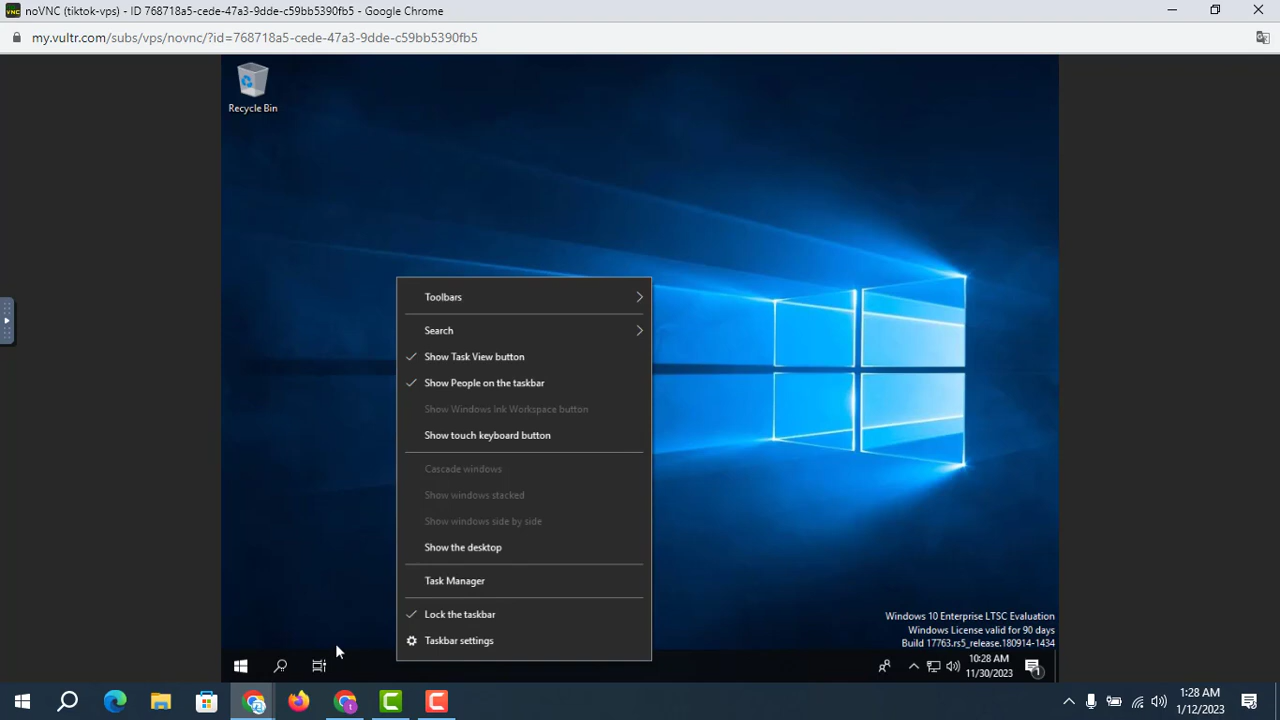 noVNC (tiktok-vps) - ID 768718a5-cede-47a3-9dde-c59bb5390fb5 - Google Chrome
my.vultr.com/subs/vps/novnc/?id=768718a5-cede-47a3-9dde-c59bb5390fb5
Recycle Bin
Toolbars
Search
Show Task View button
Show People on the taskbar
Show Windows Ink Workspace button
Show touch keyboard button
Cascade windows
Show windows stacked
Show windows side by side
Show the desktop
Task Manager
Lock the taskbar
Taskbar settings
Windows 10 Enterprise LTSC Evaluation
Windows License valid for 90 days
Build 17763.rs5_release.180914-1434
10:28 AM
11/30/2023
1
1:28 AM
1/12/2023